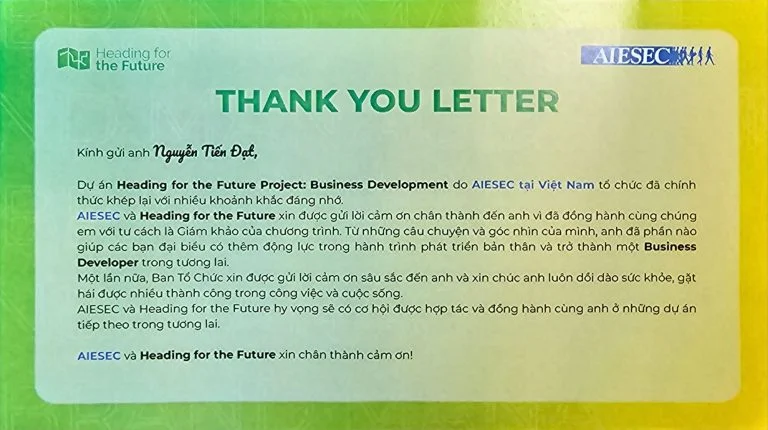 Heading for
the Future
AIESEC
THANK YOU LETTER
Kính gửi anh Nguyễn Tiến Đạt,
Dự án Heading for the Future Project: Business Development do AIESEC tại Việt Nam tổ chức đã chính
thức khép lại với nhiều khoảnh khắc đáng nhớ.
AIESEC và Heading for the Future xin được gửi lời cảm ơn chân thành đến anh vì đã đồng hành cùng chúng
em với tư cách là Giám khảo của chương trình. Từ những câu chuyện và góc nhìn của mình, anh đã phần nào
giúp các bạn đại biểu có thêm động lực trong hành trình phát triển bản thân và trở thành một Business
Developer trong tương lai.
Một lần nữa, Ban Tổ Chức xin được gửi lời cảm ơn sâu sắc đến anh và xin chúc anh luôn dồi dào sức khỏe, gặt
hái được nhiều thành công trong công việc và cuộc sống.
AIESEC và Heading for the Future hy vọng sẽ có cơ hội được hợp tác và đồng hành cùng anh ở những dự án
tiếp theo trong tương lai.
AIESEC và Heading for the Future xin chân thành cảm ơn!